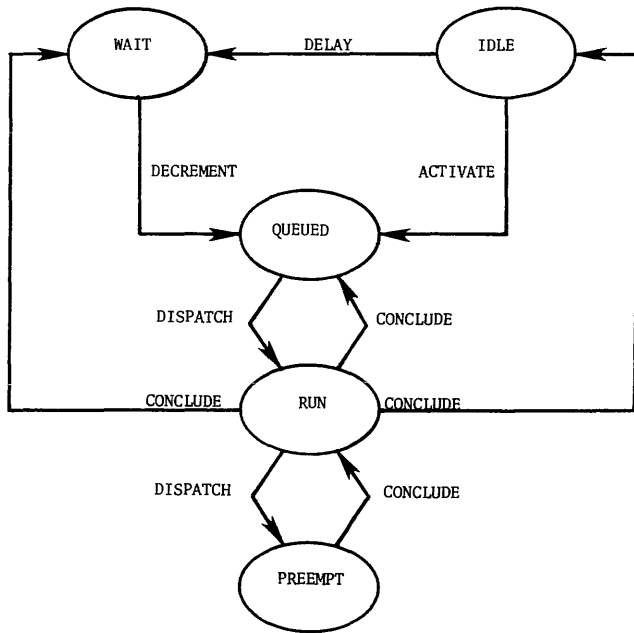 WAIT
DELAY
IDLE
DECREMENT
ACTIVATE
QUEUED
DISPATCH
CONCLUDE
CONCLUDE
RUN
CONCLUDE
DISPATCH
CONCLUDE
PREEMPT